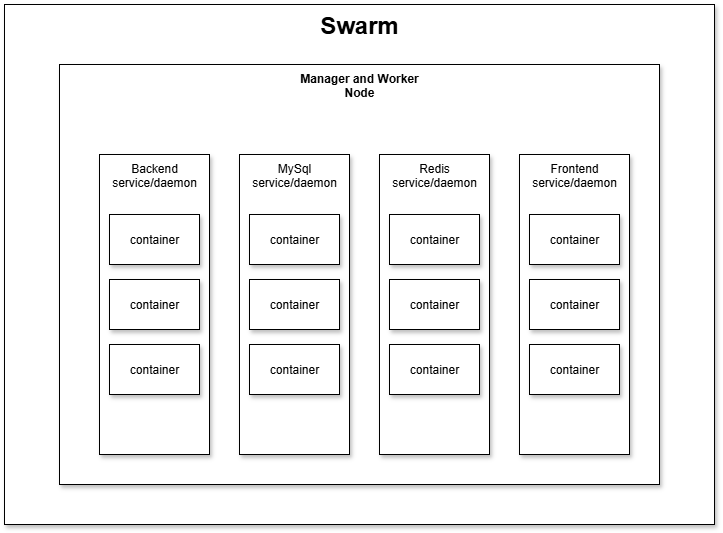 Swarm
Manager and Worker
Node
Backend
service/daemon
container
container
container
MySql
service/daemon
container
container
container
Redis
service/daemon
container
container
container
Frontend
service/daemon
container
container
container